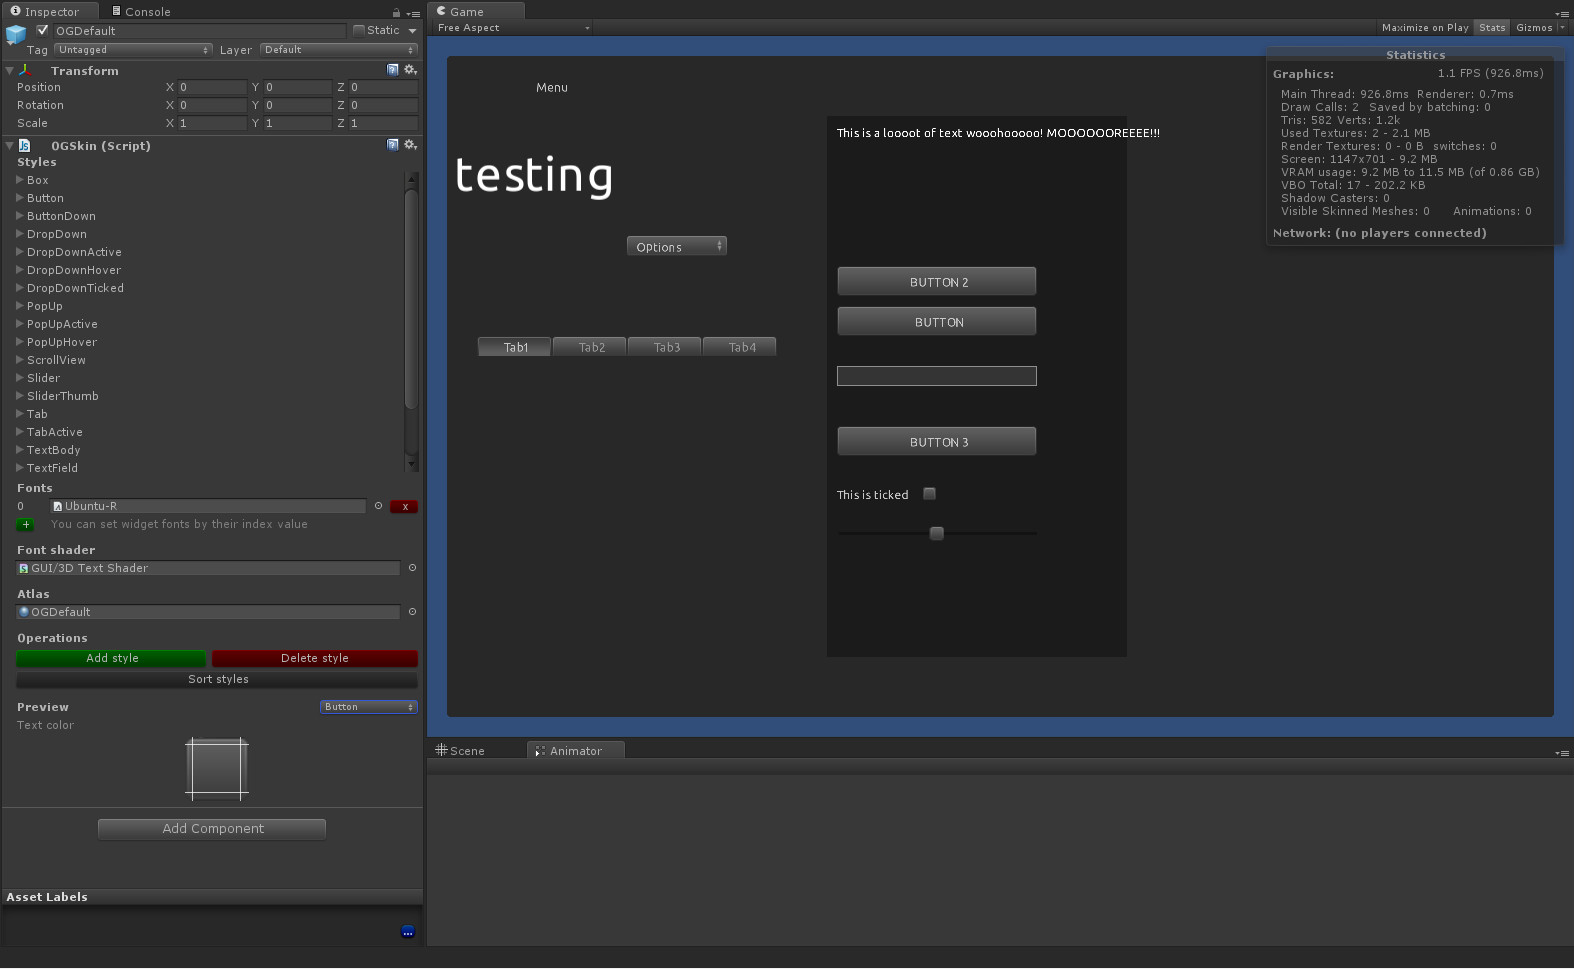 Inspector Console
OGDefault Static
Tag Untagged Layer Default
Transform
Position X 0 Y 0 Z 0
Rotation X 0 Y 0 Z 0
Scale X 1 Y 1 Z 1
OGSkin (Script)
Styles
Box
Button
ButtonDown
DropDown
DropDownActive
DropDownHover
DropDownTicked
PopUp
PopUpActive
PopUpHover
ScrollView
Slider
SliderThumb
Tab
TabActive
TextBody
TextField
Fonts
0 Ubuntu-R x
+ You can set widget fonts by their index value
Font shader
GUI/3D Text Shader
Atlas
OGDefault
Operations
Add style Delete style
Sort styles
Preview Button
Text color
Add Component
Asset Labels
...
Game
Free Aspect Maximize on Play Stats Gizmos
Menu
testing
Options
Tab1 Tab2 Tab3 Tab4
This is a loooot of text wooohooooo! MOOOOOOREEEE!!!
BUTTON 2
BUTTON
BUTTON 3
This is ticked
Statistics
Graphics: 1.1 FPS (926.8ms)
Main Thread: 926.8ms Renderer: 0.7ms
Draw Calls: 2 Saved by batching: 0
Tris: 582 Verts: 1.2k
Used Textures: 2 - 2.1 MB
Render Textures: 0 - 0 B switches: 0
Screen: 1147x701 - 9.2 MB
VRAM usage: 9.2 MB to 11.5 MB (of 0.86 GB)
VBO Total: 17 - 202.2 KB
Shadow Casters: 0
Visible Skinned Meshes: 0 Animations: 0
Network: (no players connected)
Scene Animator